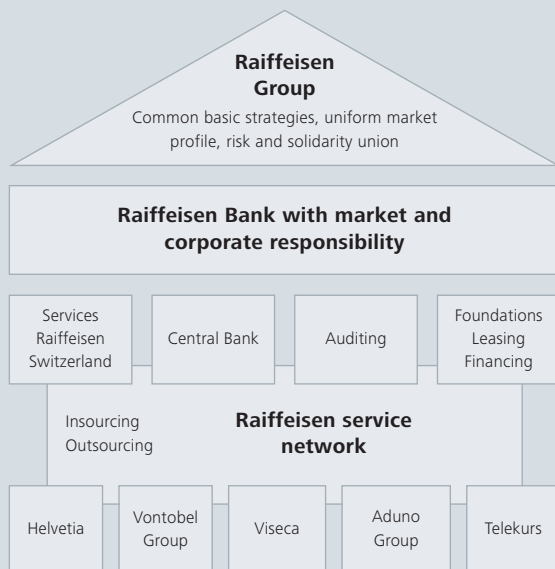 Raiffeisen
Group
Common basic strategies, uniform market
profile, risk and solidarity union
Raiffeisen Bank with market and
corporate responsibility
Services
Raiffeisen
Switzerland
Central Bank
Auditing
Foundations
Leasing
Financing
Insourcing
Outsourcing
Raiffeisen service
network
Helvetia
Vontobel
Group
Viseca
Aduno
Group
Telekurs